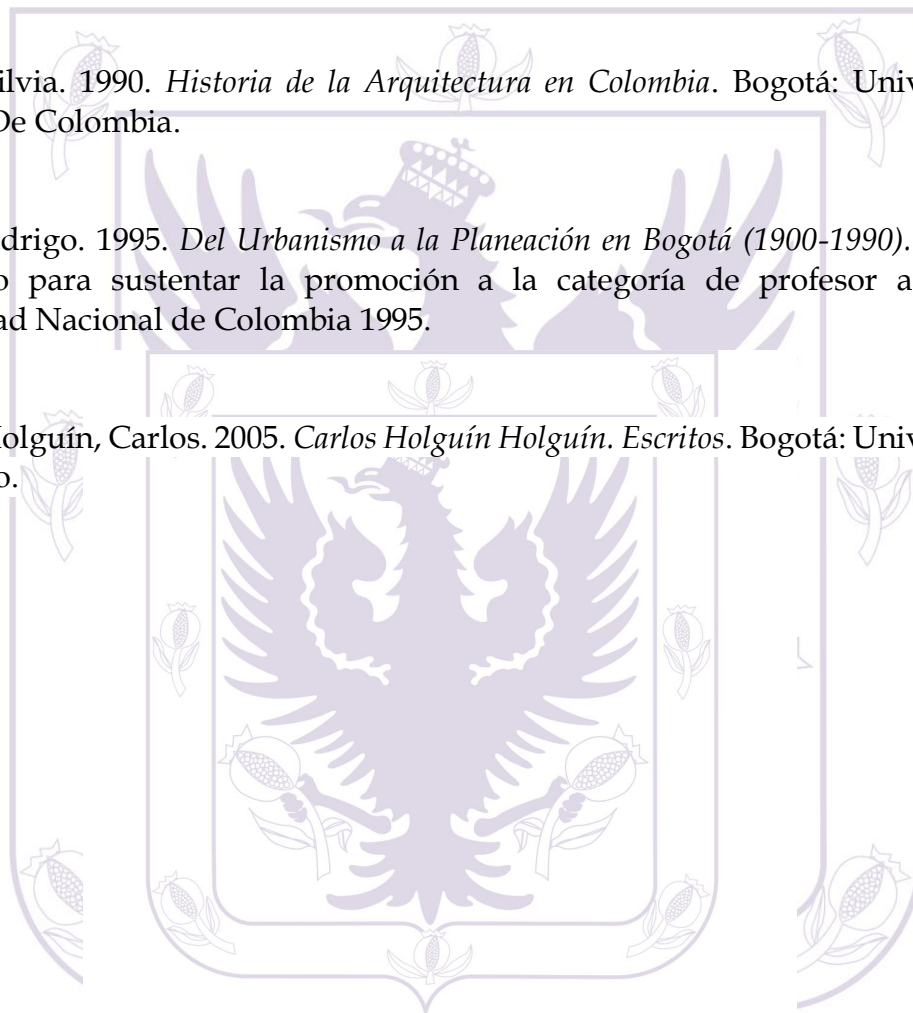 ilvia. 1990. Historia de la Arquitectura en Colombia. Bogotá: Univ
De Colombia.
drigo. 1995. Del Urbanismo a la Planeación en Bogotá (1900-1990).
o para sustentar la promoción a la categoría de profesor a
ad Nacional de Colombia 1995.
Holguín, Carlos. 2005. Carlos Holguín Holguín. Escritos. Bogotá: Univ
o.